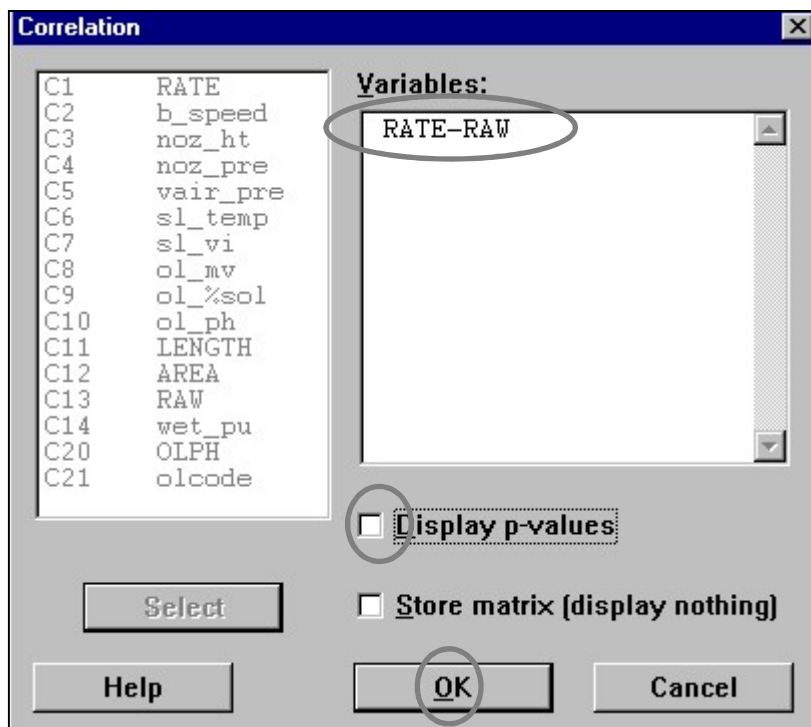 Correlation
C1 RATE
C2 b_speed
C3 noz_ht
C4 noz_pre
C5 vair_pre
C6 sl_temp
C7 sl_vi
C8 ol_mv
C9 ol_%sol
C10 ol_ph
C11 LENGTH
C12 AREA
C13 RAW
C14 wet_pu
C20 OLPH
C21 olcode
Variables:
RATE-RAW
Display p-values
Select
Store matrix (display nothing)
Help
OK
Cancel